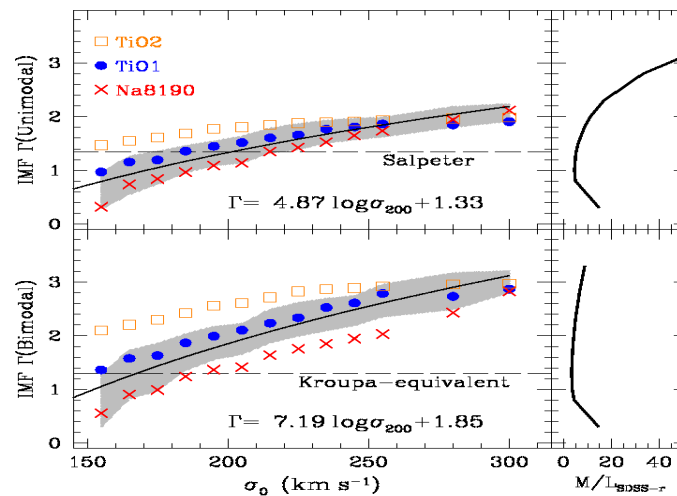 IMF Γ(Unimodal)
3
2
1
0
TiO2
TiO1
Na8190
Salpeter
Γ= 4.87 logσ₂₀₀+1.33
IMF Γ(Bimodal)
3
2
1
0
Kroupa-equivalent
Γ= 7.19 logσ₂₀₀+1.85
150 200 250 300
σ₀ (km s⁻¹)
0 20 40
M/L_SDSS-r